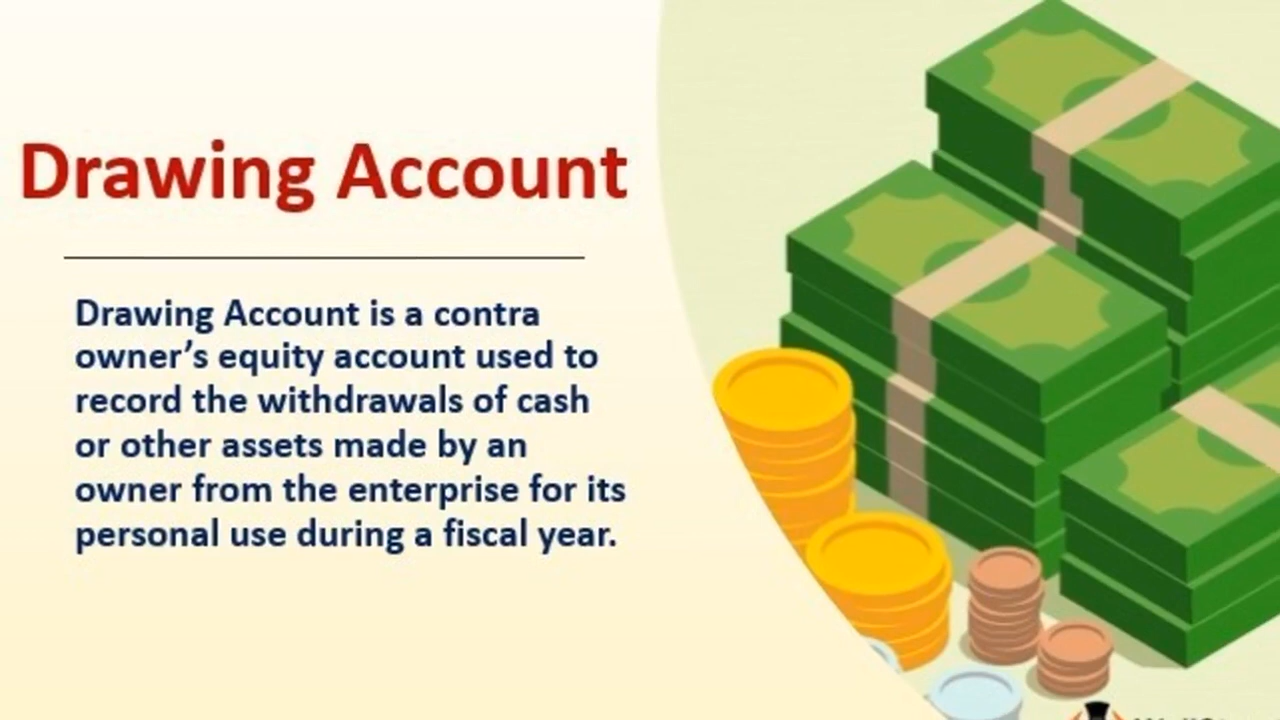 Drawing Account
Drawing Account is a contra
owner’s equity account used to
record the withdrawals of cash
or other assets made by an
owner from the enterprise for its
personal use during a fiscal year.